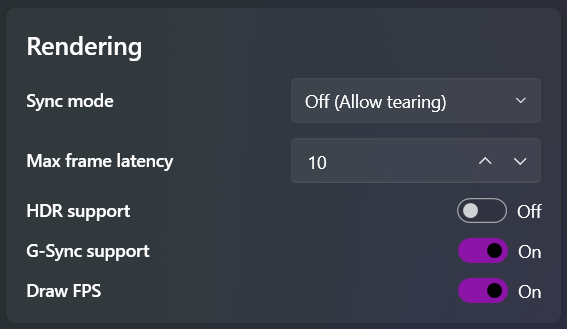 Rendering
Sync mode
Off (Allow tearing)
Max frame latency
10
HDR support
Off
G-Sync support
On
Draw FPS
On